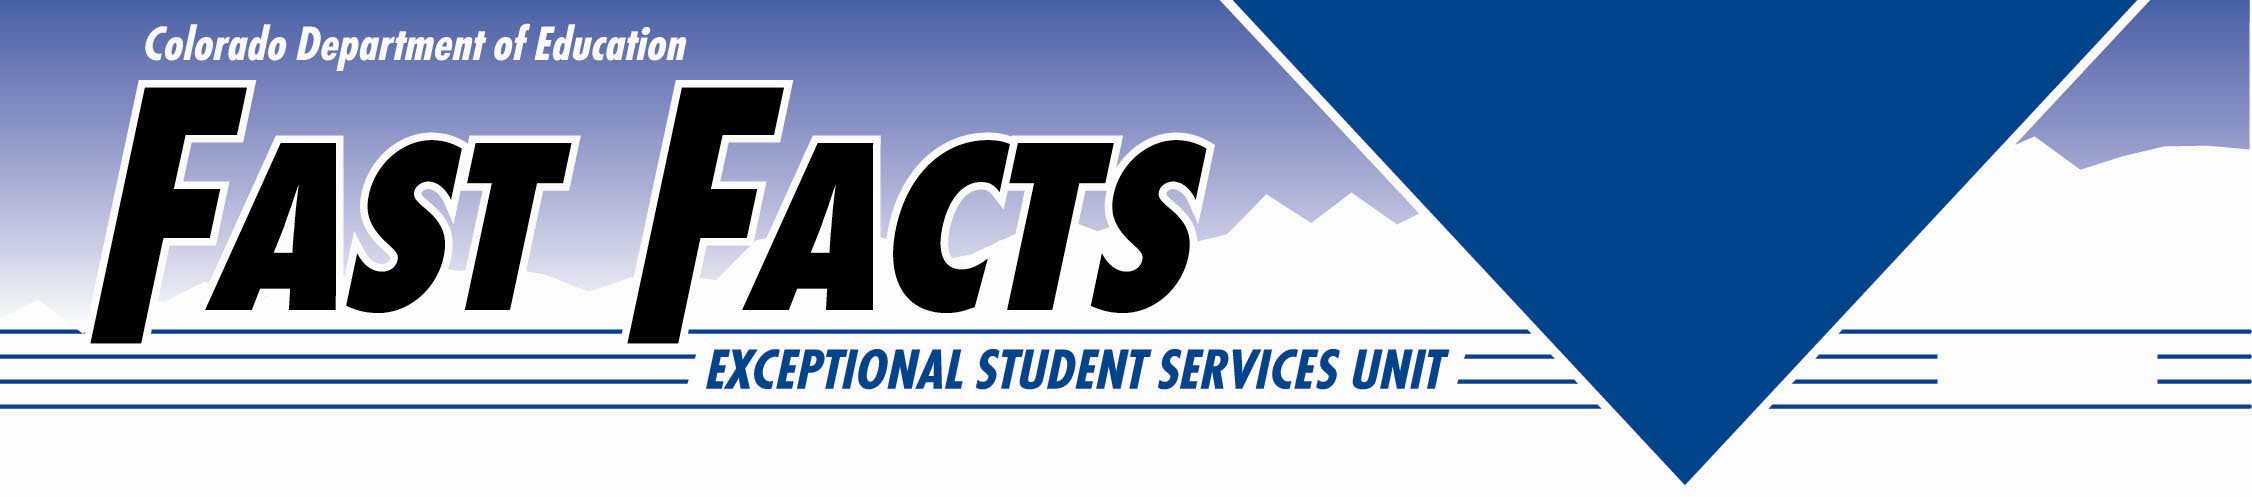 Colorado Department of Education
FAST FACTS
EXCEPTIONAL STUDENT SERVICES UNIT